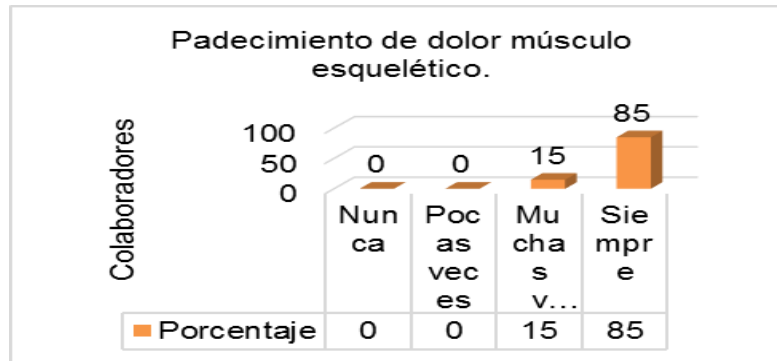 Padecimiento de dolor músculo
esquelético.
Colaboradores
100
50
0
0
0
15
85
Nun
ca
Poc
as
vec
es
Mu
cha
s
v...
Sie
mpr
e
Porcentaje 0 0 15 85